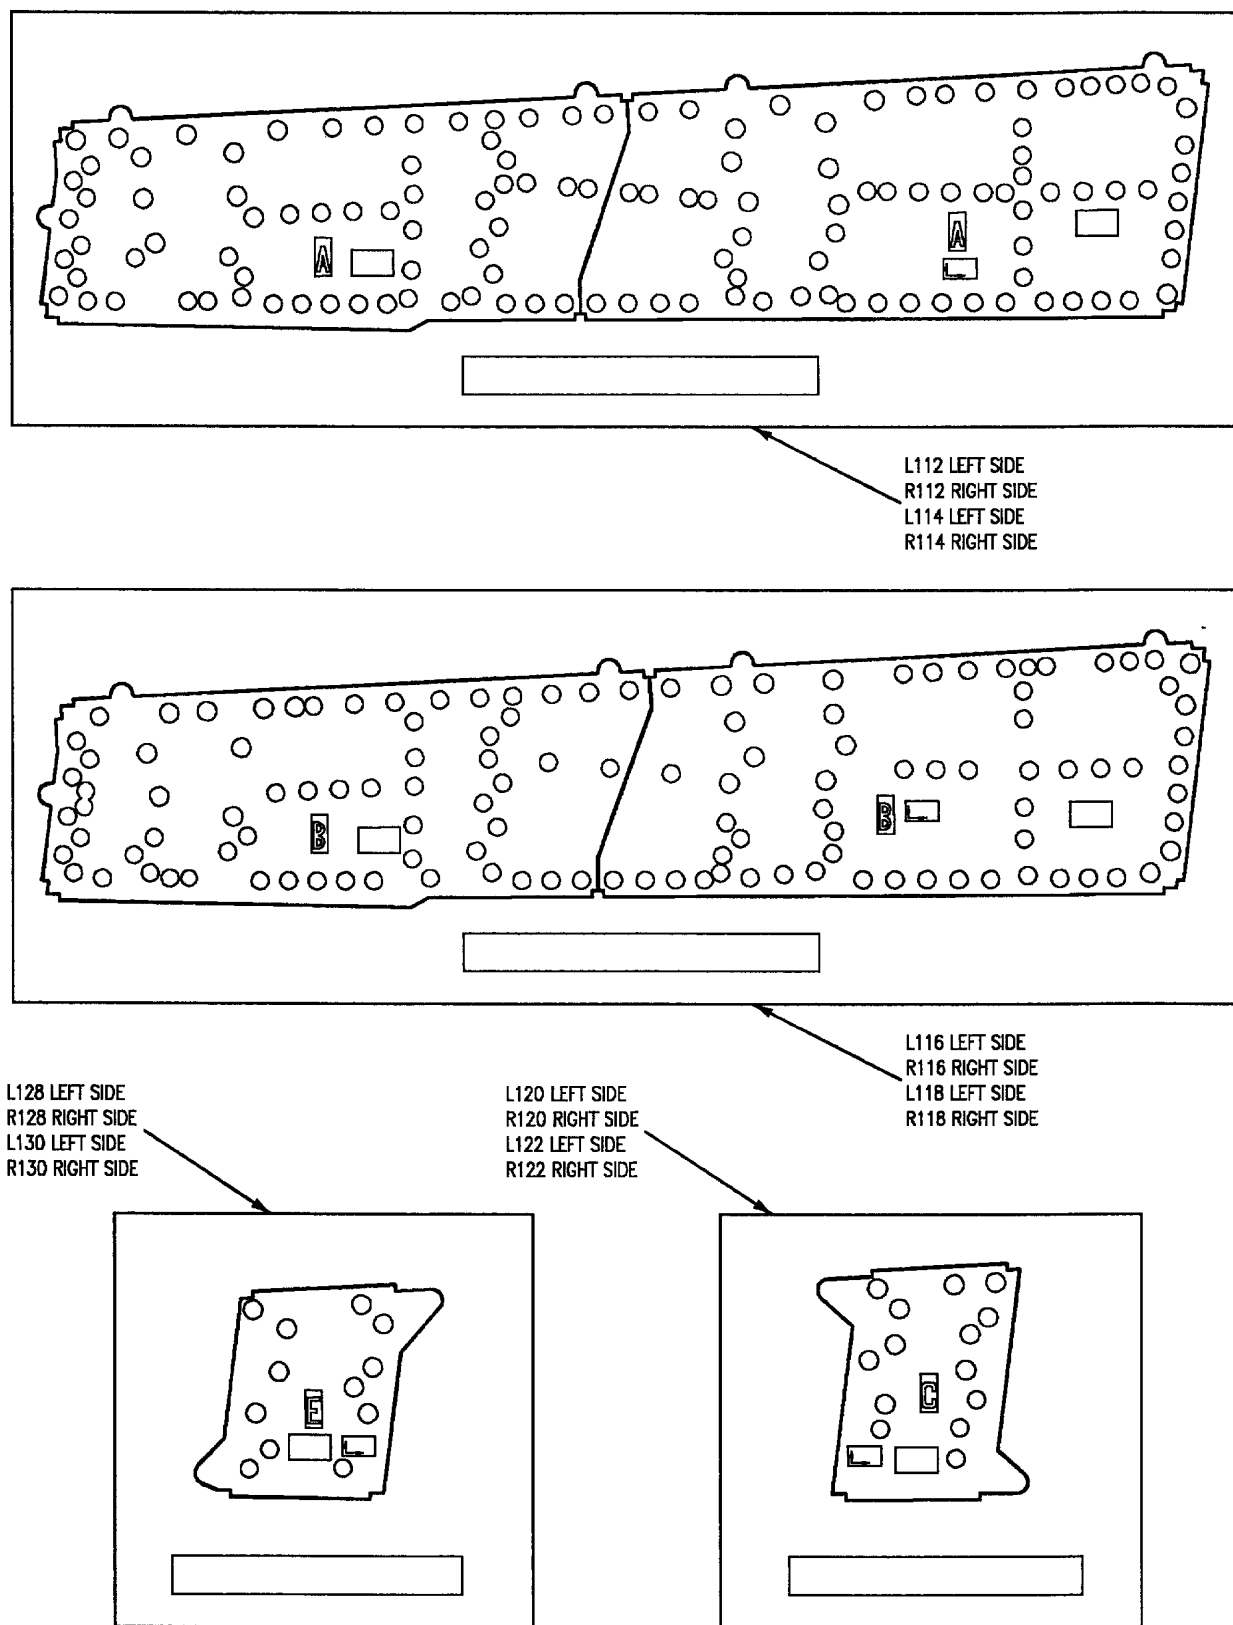 A
A
L
L112 LEFT SIDE
R112 RIGHT SIDE
L114 LEFT SIDE
R114 RIGHT SIDE
B
B
L
L116 LEFT SIDE
R116 RIGHT SIDE
L118 LEFT SIDE
R118 RIGHT SIDE
L128 LEFT SIDE
R128 RIGHT SIDE
L130 LEFT SIDE
R130 RIGHT SIDE
L120 LEFT SIDE
R120 RIGHT SIDE
L122 LEFT SIDE
R122 RIGHT SIDE
E
L
C
L